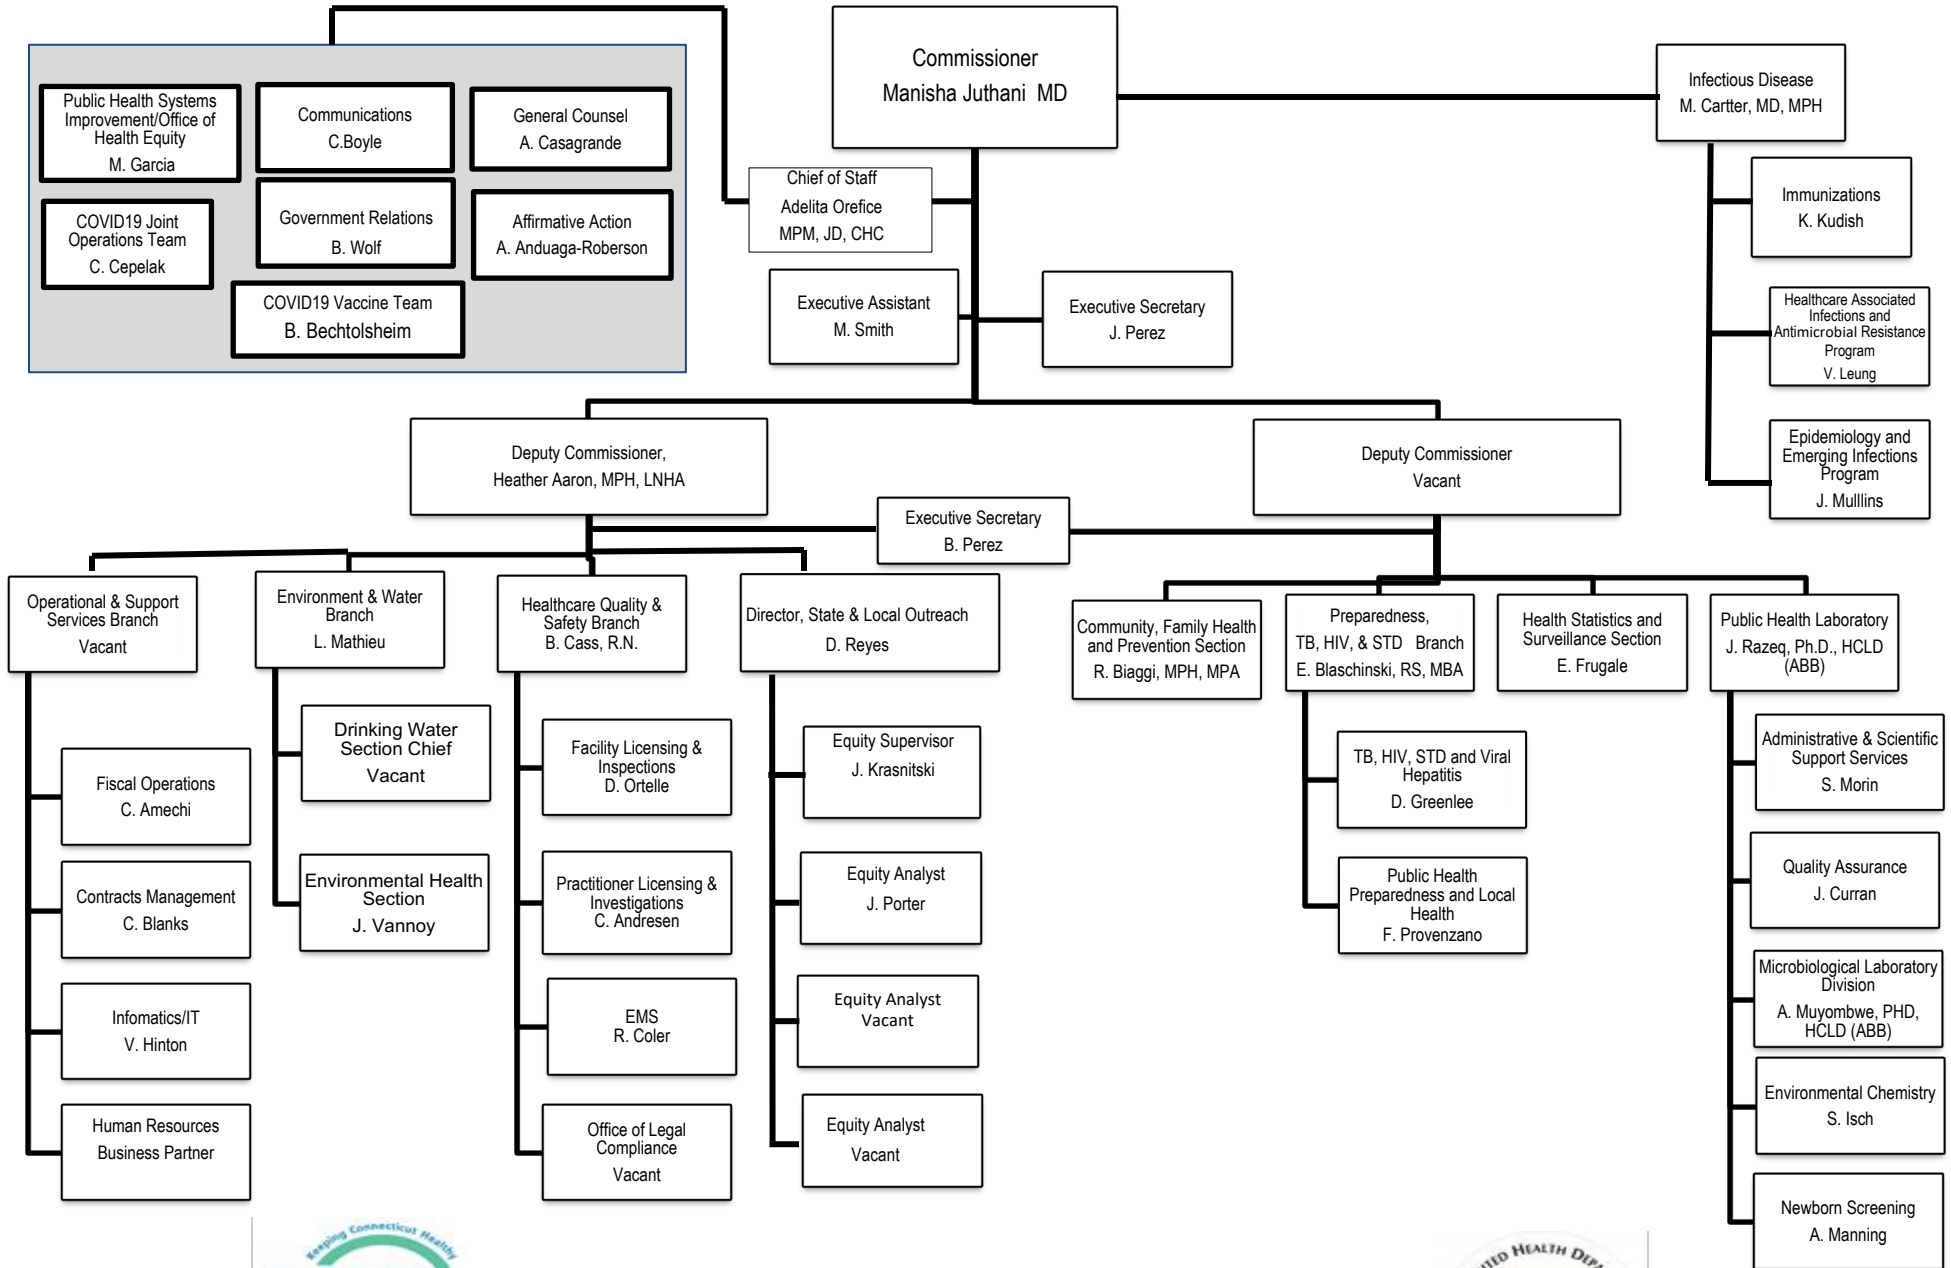 Commissioner
Manisha Juthani  MD
Infectious Disease
M. Cartter, MD, MPH
Public Health Systems
Improvement/Office of
Health Equity
M. Garcia
Communications
C.Boyle
General Counsel
A. Casagrande
COVID19 Joint
Operations Team
C. Cepelak
Government Relations
B. Wolf
Affirmative Action
A. Anduaga-Roberson
COVID19 Vaccine Team
B. Bechtolsheim
Chief of Staff
Adelita Orefice
MPM, JD, CHC
Executive Assistant
M. Smith
Executive Secretary
J. Perez
Immunizations
K. Kudish
Healthcare Associated
Infections and
Antimicrobial Resistance
Program
V. Leung
Epidemiology and
Emerging Infections
Program
J. Mulllins
Deputy Commissioner,
Heather Aaron, MPH, LNHA
Deputy Commissioner
Vacant
Executive Secretary
B. Perez
Operational & Support
Services Branch
Vacant
Environment & Water
Branch
L. Mathieu
Healthcare Quality &
Safety Branch
B. Cass, R.N.
Director, State & Local Outreach
D. Reyes
Community, Family Health
and Prevention Section
R. Biaggi, MPH, MPA
Preparedness,
TB, HIV, & STD   Branch
E. Blaschinski, RS, MBA
Health Statistics and
Surveillance Section
E. Frugale
Public Health Laboratory
J. Razeq, Ph.D., HCLD
(ABB)
Fiscal Operations
C. Amechi
Contracts Management
C. Blanks
Infomatics/IT
V. Hinton
Human Resources
Business Partner
Drinking Water
Section Chief
Vacant
Environmental Health
Section
J. Vannoy
Facility Licensing &
Inspections
D. Ortelle
Practitioner Licensing &
Investigations
C. Andresen
EMS
R. Coler
Office of Legal
Compliance
Vacant
Equity Supervisor
J. Krasnitski
Equity Analyst
J. Porter
Equity Analyst
Vacant
Equity Analyst
Vacant
TB, HIV, STD and Viral
Hepatitis
D. Greenlee
Public Health
Preparedness and Local
Health
F. Provenzano
Administrative & Scientific
Support Services
S. Morin
Quality Assurance
J. Curran
Microbiological Laboratory
Division
A. Muyombwe, PHD,
HCLD (ABB)
Environmental Chemistry
S. Isch
Newborn Screening
A. Manning
Keeping Connecticut Healthy
HEALTH